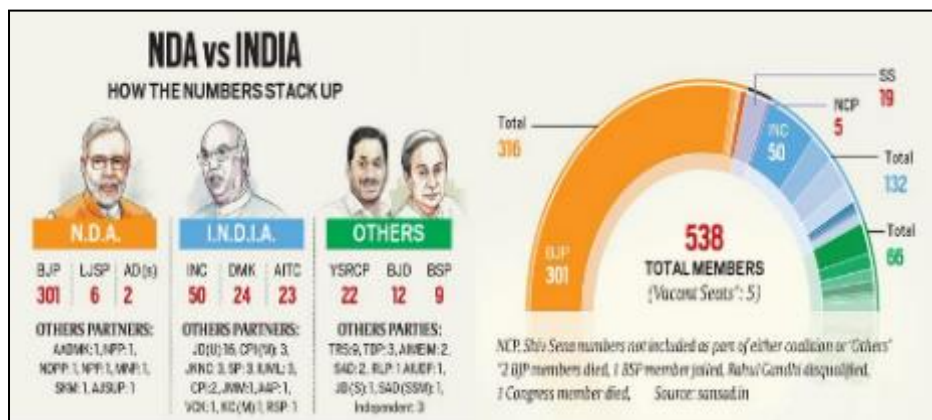 NDA vs INDIA
HOW THE NUMBERS STACK UP
N.D.A.
BJP LJSP AD(s)
301 6 2
OTHERS PARTNERS:
AADMK:1, NPP:1,
NDPP:1, NPF:1, MNF:1,
SKM:1, AJSUP:1
I.N.D.I.A.
INC DMK AITC
50 24 23
OTHERS PARTNERS:
JD(U):16, CPI(M): 3,
JKNC: 3, SP: 3, IUML: 3,
CPI:2, JMM:1, AAP:1,
VCK:1, KC(M):1, RSP:1
OTHERS
YSRCP BJD BSP
22 12 9
OTHERS PARTIES:
TRS:9, TDP:3, AIMEIM:2,
SAD:2, RLP:1, AIUDF:1,
JD(S):1, SAD(SSM):1,
Independent: 3
Total
316
BJP
301
SS
19
NCP
5
INC
50
Total
132
Total
66
538
TOTAL MEMBERS
(Vacant Seats*: 5)
NCP, Shiv Sena numbers not included as part of either coalition or 'Others'
*2 BJP members died, 1 BSP member jailed, Rahul Gandhi disqualified,
1 Congress member died, Source: sansad.in